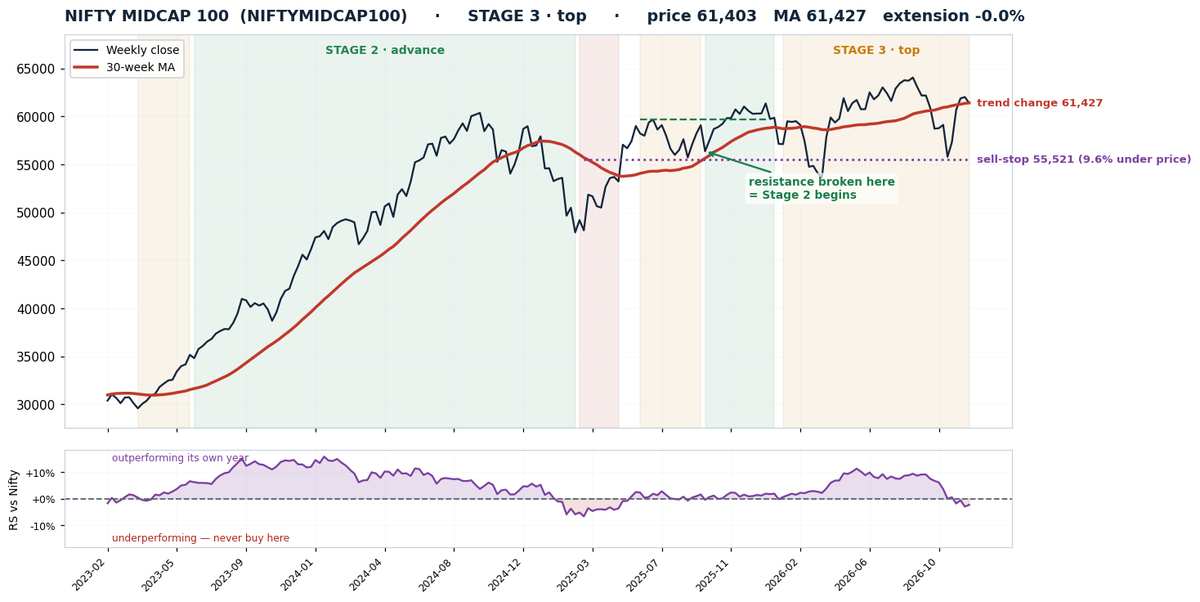 NIFTY MIDCAP 100 (NIFTYMIDCAP100) · STAGE 3 · top · price 61,403 MA 61,427 extension -0.0%
Weekly close
30-week MA
STAGE 2 · advance
STAGE 3 · top
65000
60000
55000
50000
45000
40000
35000
30000
trend change 61,427
sell-stop 55,521 (9.6% under price)
resistance broken here
= Stage 2 begins
RS vs Nifty
+10%
+0%
-10%
outperforming its own year
underperforming — never buy here
2023-02
2023-05
2023-09
2024-01
2024-04
2024-08
2024-12
2025-03
2025-07
2025-11
2026-02
2026-06
2026-10